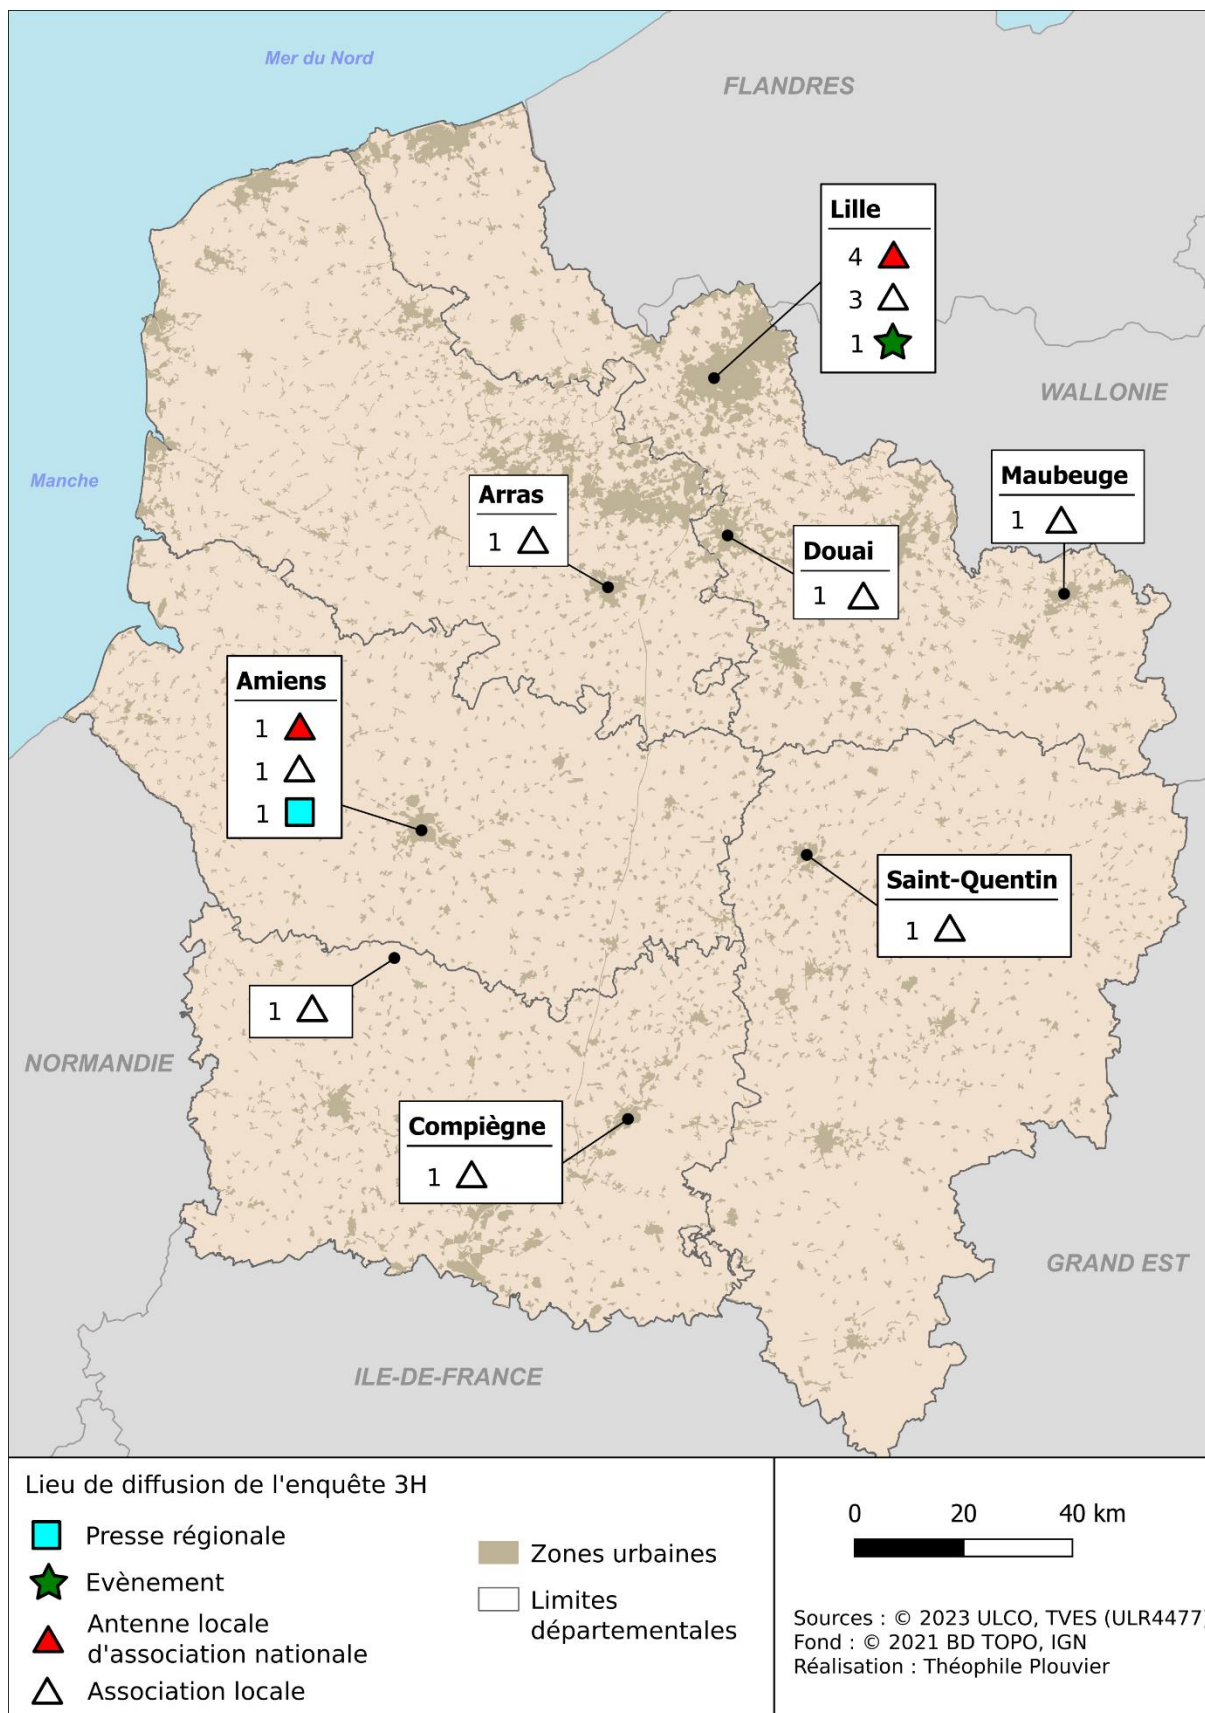 Mer du Nord
FLANDRES
Lille
4
3
1
WALLONIE
Manche
Arras
1
Maubeuge
1
Douai
1
Amiens
1
1
1
Saint-Quentin
1
1
NORMANDIE
Compiègne
1
GRAND EST
ILE-DE-FRANCE
Lieu de diffusion de l'enquête 3H
Presse régionale
Evènement
Antenne locale
d'association nationale
Association locale
Zones urbaines
Limites
départementales
0 20 40 km
Sources : © 2023 ULCO, TVES (ULR4477)
Fond : © 2021 BD TOPO, IGN
Réalisation : Théophile Plouvier